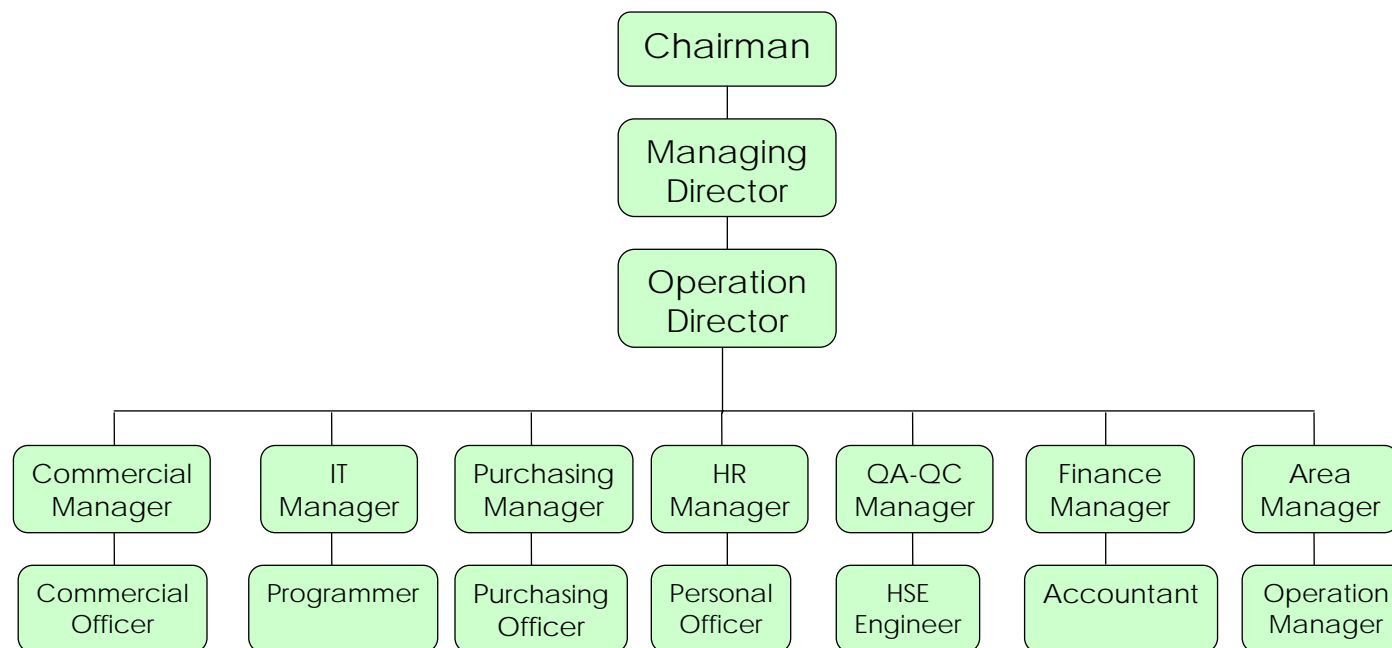 Chairman
Managing
Director
Operation
Director
Commercial
Manager
IT
Manager
Purchasing
Manager
HR
Manager
QA-QC
Manager
Finance
Manager
Area
Manager
Commercial
Officer
Programmer
Purchasing
Officer
Personal
Officer
HSE
Engineer
Accountant
Operation
Manager